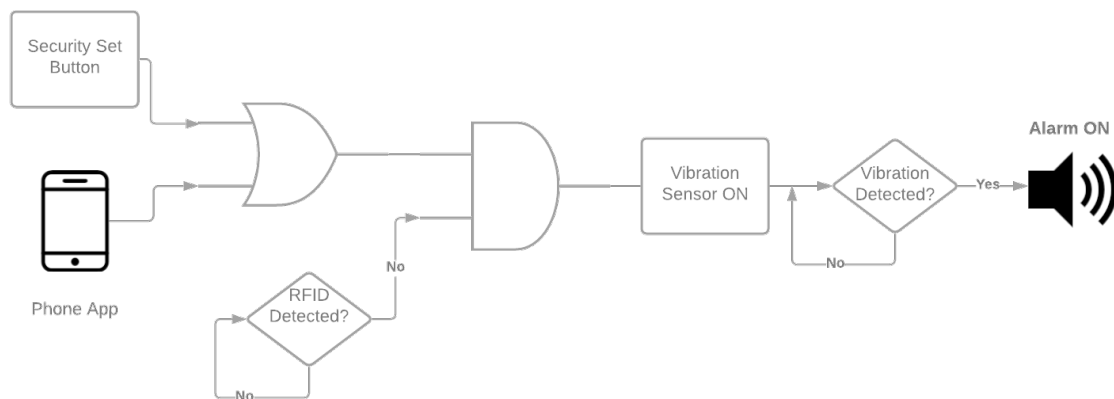 Security Set
Button
Phone App
RFID
Detected?
No
No
Vibration
Sensor ON
Vibration
Detected?
No
Yes
Alarm ON